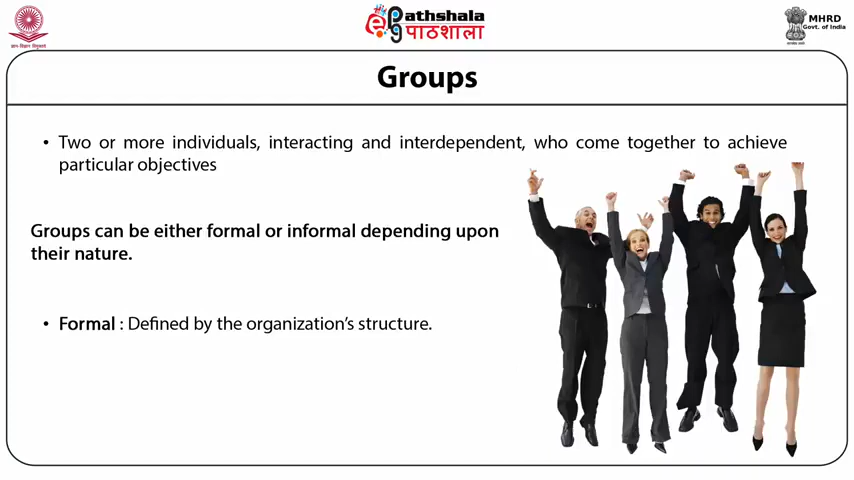 ePathshala
पाठशाला
MHRD
Govt. of India
Groups
• Two or more individuals, interacting and interdependent, who come together to achieve
particular objectives
Groups can be either formal or informal depending upon
their nature.
• Formal : Defined by the organization's structure.